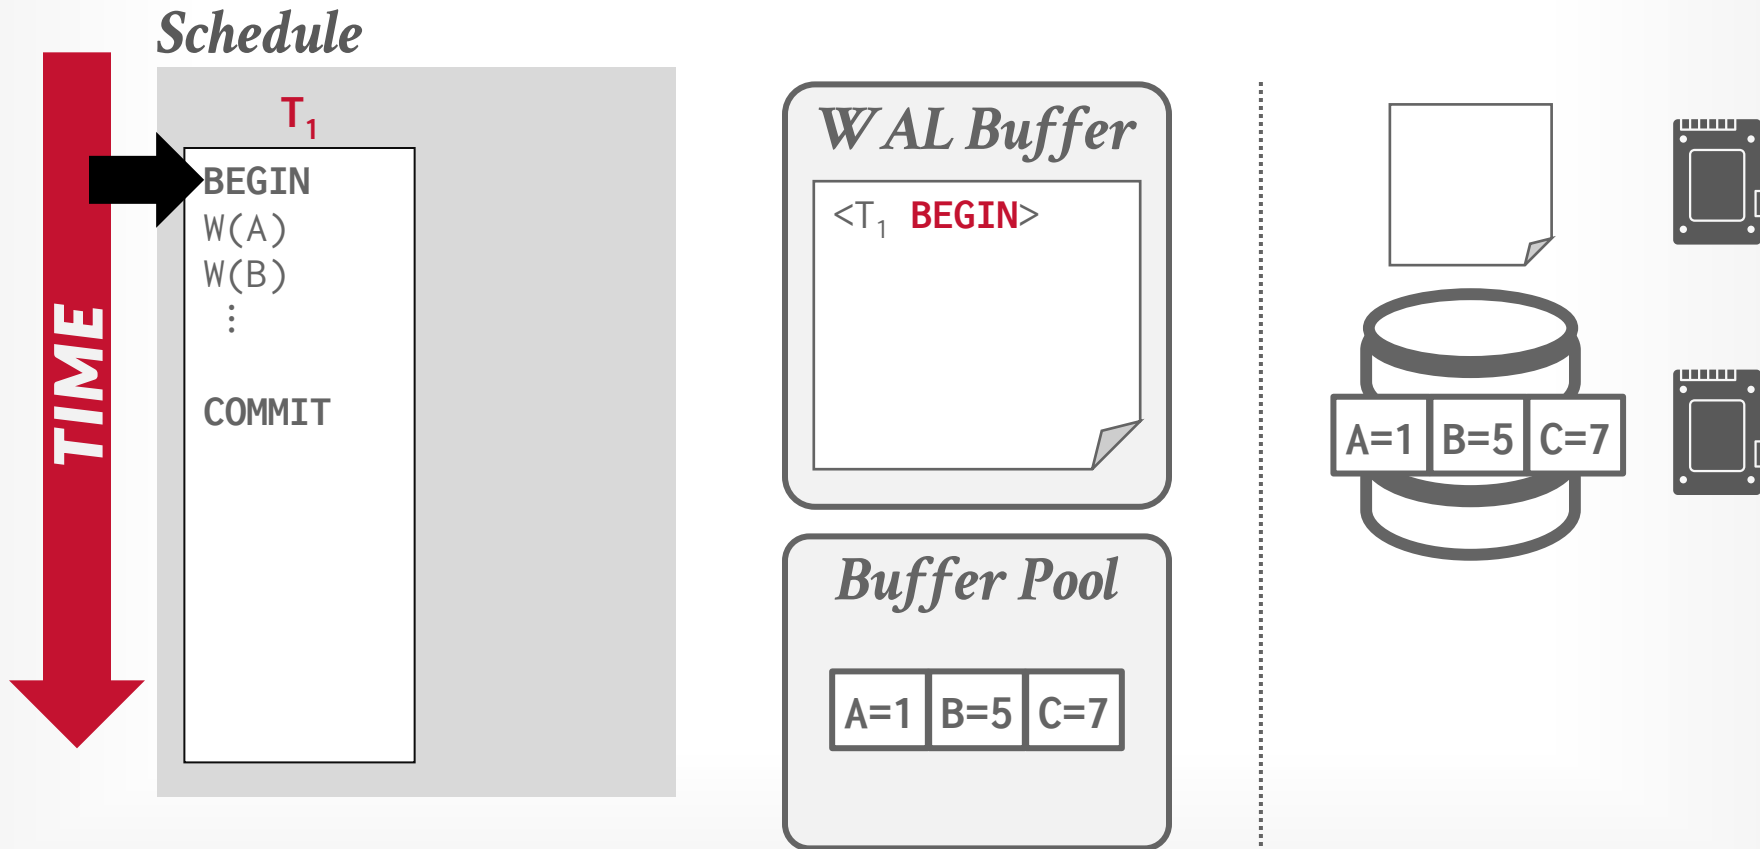 Schedule
TIME
T₁
BEGIN
W(A)
W(B)
⋮
COMMIT
WAL Buffer
<T₁ BEGIN>
Buffer Pool
A=1 B=5 C=7
A=1 B=5 C=7